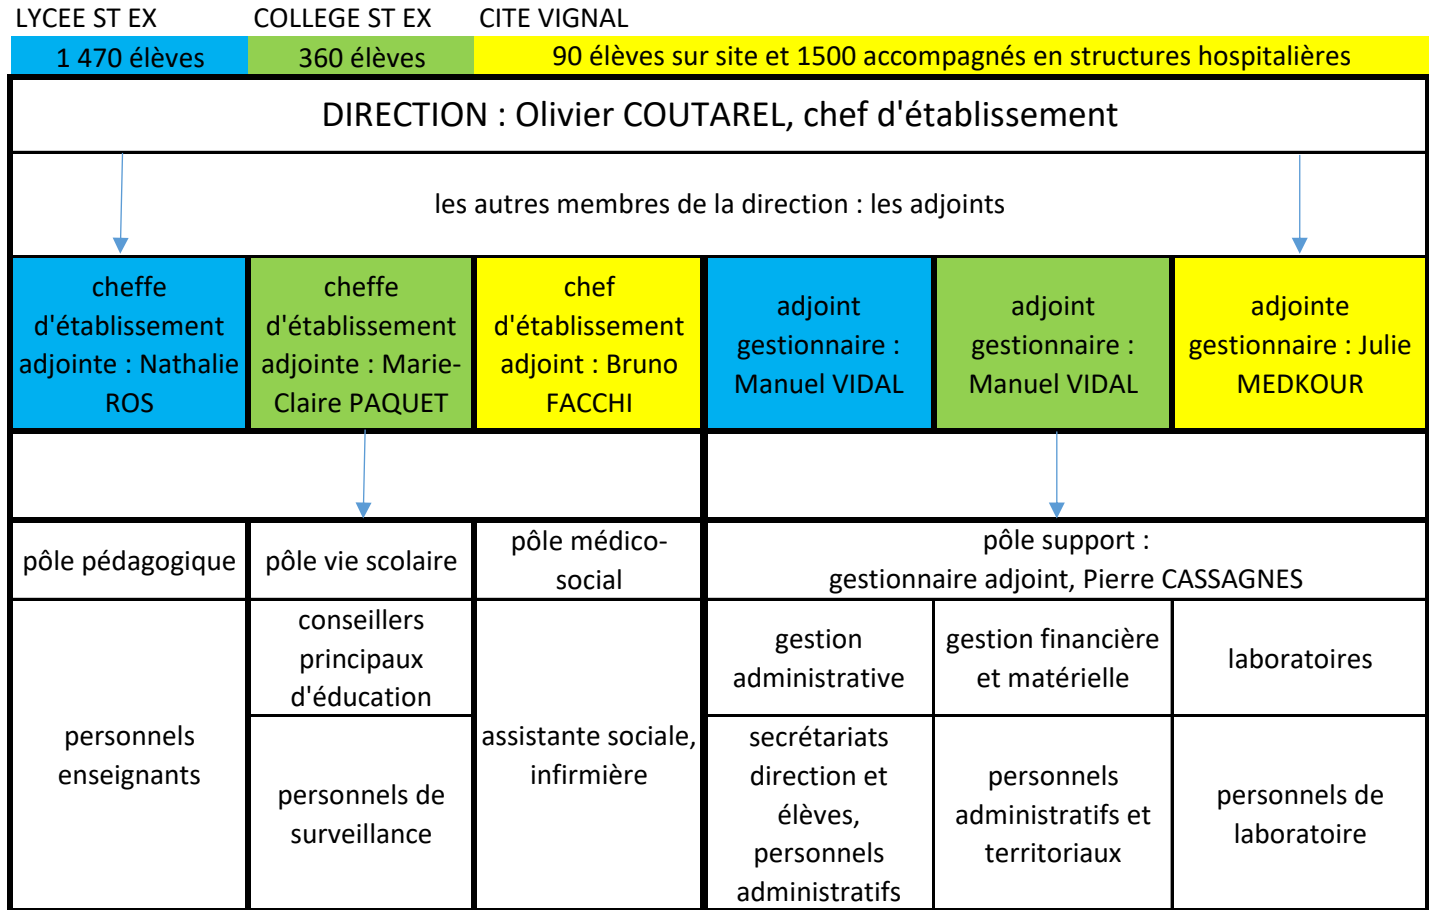 LYCEE ST EX COLLEGE ST EX CITE VIGNAL
1 470 élèves 360 élèves 90 élèves sur site et 1500 accompagnés en structures hospitalières
DIRECTION : Olivier COUTAREL, chef d'établissement
les autres membres de la direction : les adjoints
cheffe
d'établissement
adjointe : Nathalie
ROS
cheffe
d'établissement
adjointe : Marie-
Claire PAQUET
chef
d'établissement
adjoint : Bruno
FACCHI
adjoint
gestionnaire :
Manuel VIDAL
adjoint
gestionnaire :
Manuel VIDAL
adjointe
gestionnaire : Julie
MEDKOUR
pôle pédagogique
pôle vie scolaire
pôle médico-
social
pôle support :
gestionnaire adjoint, Pierre CASSAGNES
personnels
enseignants
conseillers
principaux
d'éducation
personnels de
surveillance
assistante sociale,
infirmière
gestion
administrative
gestion financière
et matérielle
laboratoires
secrétariats
direction et
élèves,
personnels
administratifs
personnels
administratifs et
territoriaux
personnels de
laboratoire